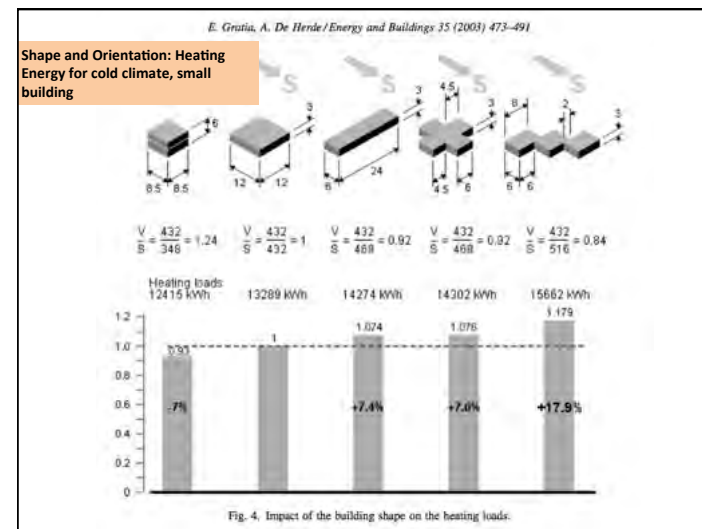 E. Gratia, A. De Herde / Energy and Buildings 35 (2003) 473–491
Shape and Orientation: Heating
Energy for cold climate, small
building
S S S S
6 3 3 4.5 3 8 2 3
8.5 8.5 12 12 6 24 4.5 6 6 6
V/S = 432/348 = 1.24 V/S = 432/432 = 1 V/S = 432/468 = 0.92 V/S = 432/468 = 0.92 V/S = 432/516 = 0.84
Heating loads:
12415 kWh 13289 kWh 14274 kWh 14302 kWh 15662 kWh
1.2
1.0
0.8
0.6
0.4
0.2
0
0.93 1 1.074 1.076 1.179
-7% +7.4% +7.6% +17.9%
Fig. 4. Impact of the building shape on the heating loads.